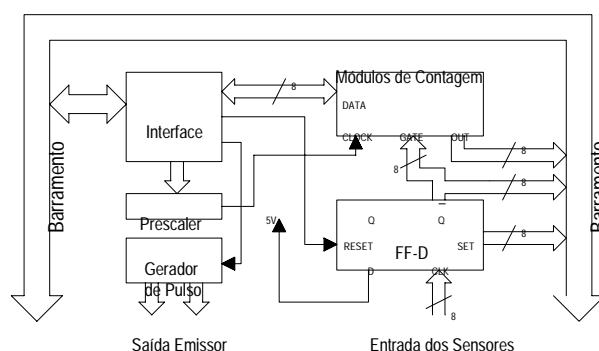 Módulos de Contagem
8
DATA
Interface
CLOCK GATE OUT
8
8
8
Barramento
Barramento
Prescaler
5V
Q Q
RESET FF-D SET
8
D CLK
Gerador
de Pulso
8
Saída Emissor
Entrada dos Sensores